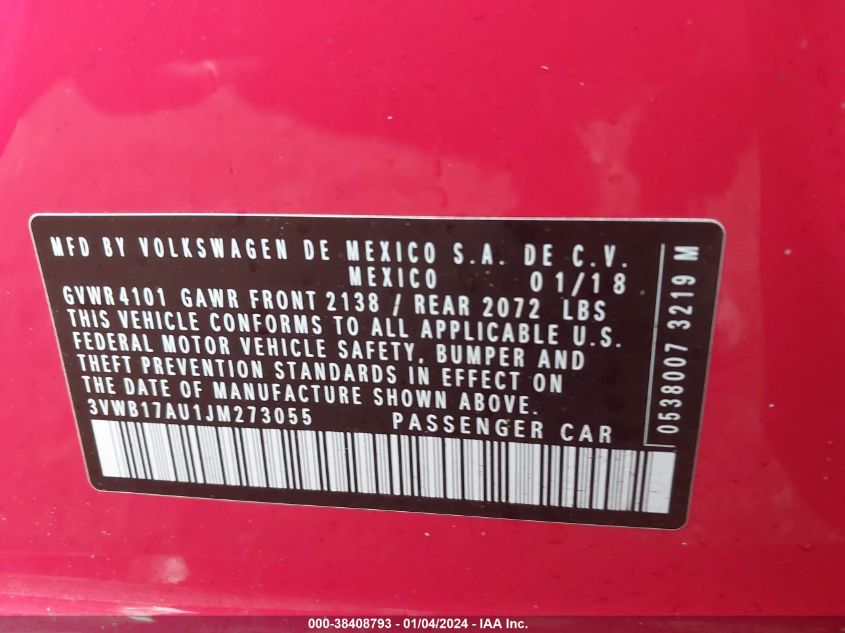 MFD BY VOLKSWAGEN DE MEXICO S.A. DE C.V.
MEXICO 01/18
GVWR 4101 GAWR FRONT 2138 / REAR 2072 LBS
THIS VEHICLE CONFORMS TO ALL APPLICABLE U.S.
FEDERAL MOTOR VEHICLE SAFETY, BUMPER AND
THEFT PREVENTION STANDARDS IN EFFECT ON
THE DATE OF MANUFACTURE SHOWN ABOVE.
3VWB17AU1JM273055 PASSENGER CAR
0538007 3219 M
000-38408793 - 01/04/2024 - IAA Inc.